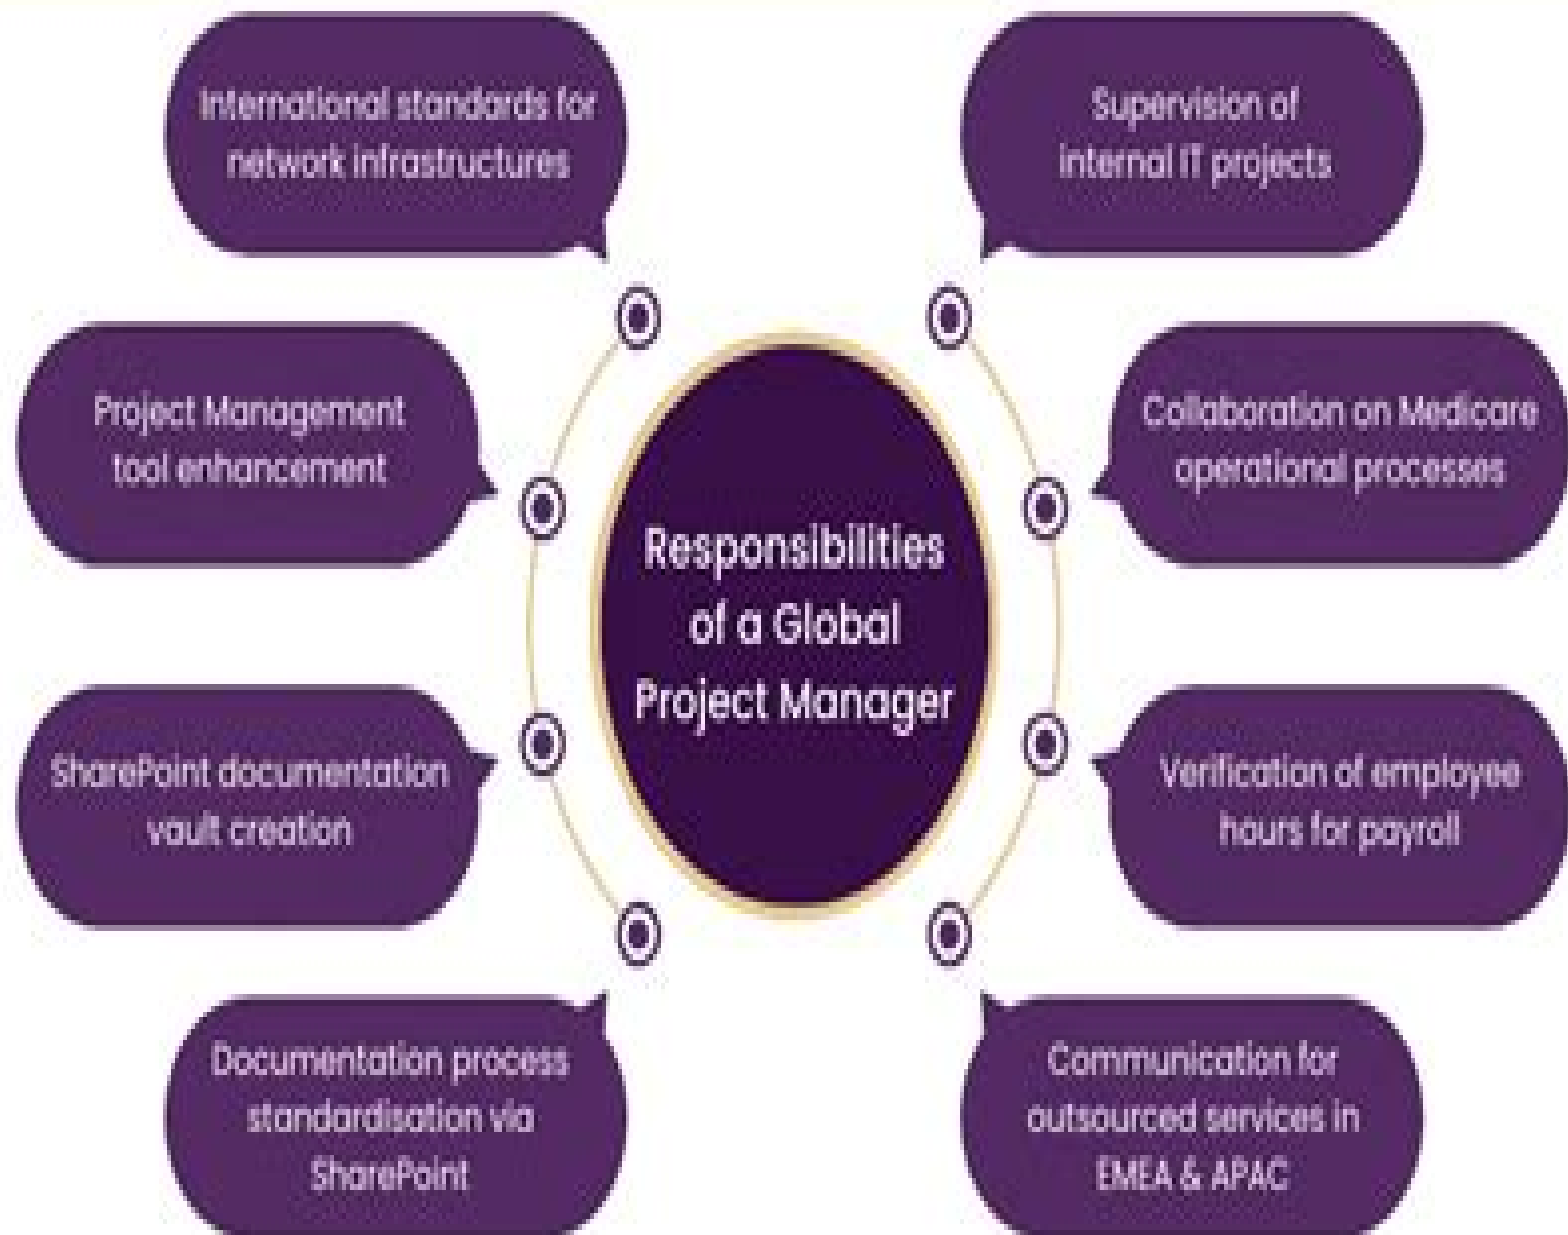 International standards for
network infrastructures
Supervision of
internal IT projects
Project Management
tool enhancement
Collaboration on Medicare
operational processes
Responsibilities
of a Global
Project Manager
SharePoint documentation
vault creation
Verification of employee
hours for payroll
Documentation process
standardisation via
SharePoint
Communication for
outsourced services in
EMEA & APAC